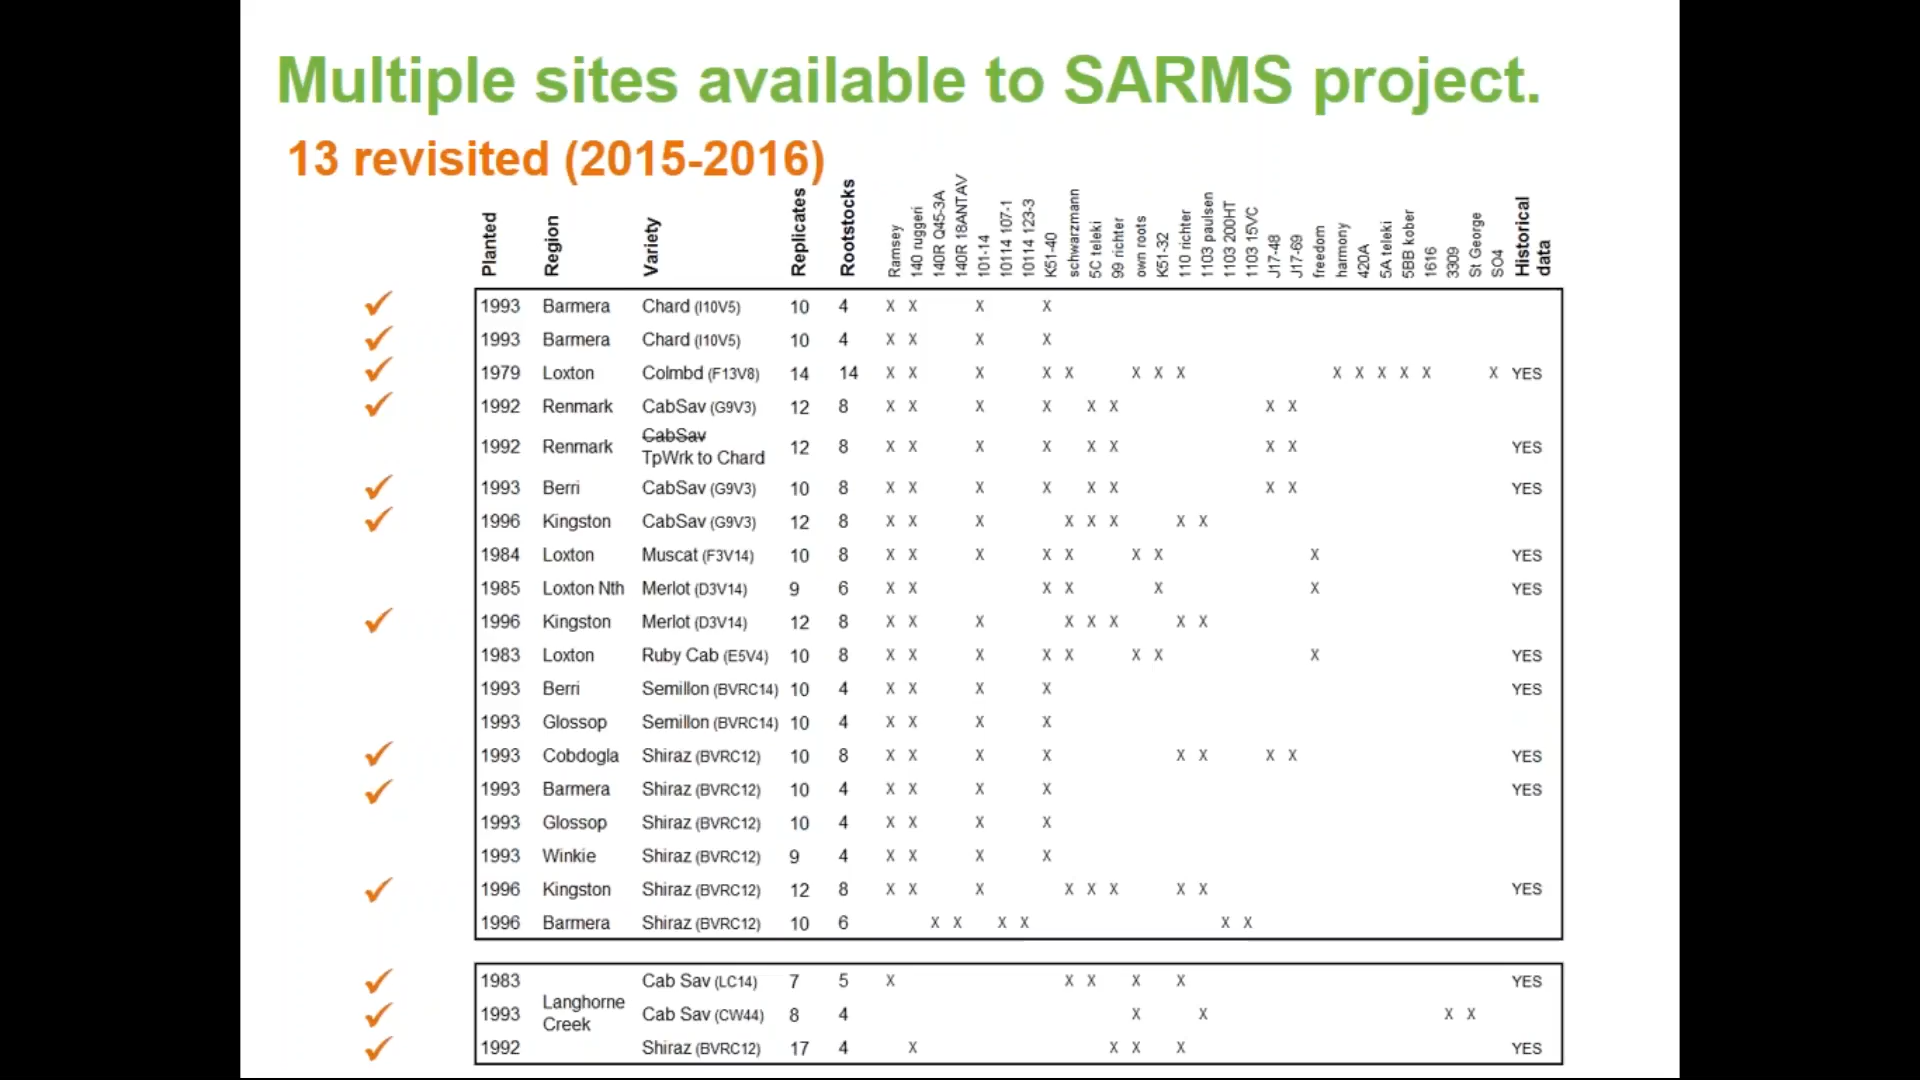 Multiple sites available to SARMS project.
13 revisited (2015-2016)
Planted Region Variety Replicates Rootstocks Ramsey 140 ruggeri 140R Q45-3A 140R 18ANTAV 101-14 10114 107-1 10114 123-3 K51-40 schwarzmann 5C teleki 99 richter own roots K51-32 110 richter 1103 paulsen 1103 200HT 1103 15VC J17-48 J17-69 freedom harmony 420A 5A teleki 5BB kober 1616 3309 St George SO4 Historical data
✓ 1993 Barmera Chard (I10V5) 10 4 X X X X
✓ 1993 Barmera Chard (I10V5) 10 4 X X X X
✓ 1979 Loxton Colmbd (F13V8) 14 14 X X X X X X X X X X X X X X YES
✓ 1992 Renmark CabSav (G9V3) 12 8 X X X X X X X X
CabSav
1992 Renmark TpWrk to Chard 12 8 X X X X X X X X YES
✓ 1993 Berri CabSav (G9V3) 10 8 X X X X X X X X YES
✓ 1996 Kingston CabSav (G9V3) 12 8 X X X X X X X X
1984 Loxton Muscat (F3V14) 10 8 X X X X X X X X YES
1985 Loxton Nth Merlot (D3V14) 9 6 X X X X X X YES
✓ 1996 Kingston Merlot (D3V14) 12 8 X X X X X X X X
1983 Loxton Ruby Cab (E5V4) 10 8 X X X X X X X X YES
1993 Berri Semillon (BVRC14) 10 4 X X X X YES
1993 Glossop Semillon (BVRC14) 10 4 X X X X
✓ 1993 Cobdogla Shiraz (BVRC12) 10 8 X X X X X X X X YES
✓ 1993 Barmera Shiraz (BVRC12) 10 4 X X X X YES
1993 Glossop Shiraz (BVRC12) 10 4 X X X X
1993 Winkie Shiraz (BVRC12) 9 4 X X X X
✓ 1996 Kingston Shiraz (BVRC12) 12 8 X X X X X X X X YES
1996 Barmera Shiraz (BVRC12) 10 6 X X X X X X
✓ 1983 Cab Sav (LC14) 7 5 X X X X X YES
Langhorne
Creek
✓ 1993 Cab Sav (CW44) 8 4 X X X X
✓ 1992 Shiraz (BVRC12) 17 4 X X X X YES